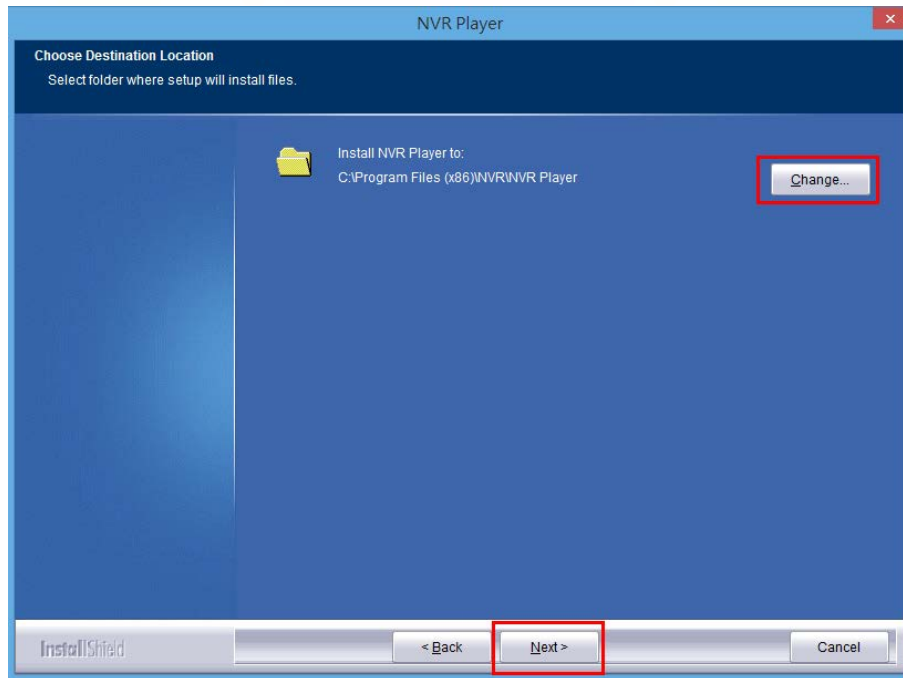 NVR Player
Choose Destination Location
Select folder where setup will install files.
Install NVR Player to:
C:\Program Files (x86)\NVR\NVR Player
Change...
InstallShield
< Back
Next >
Cancel